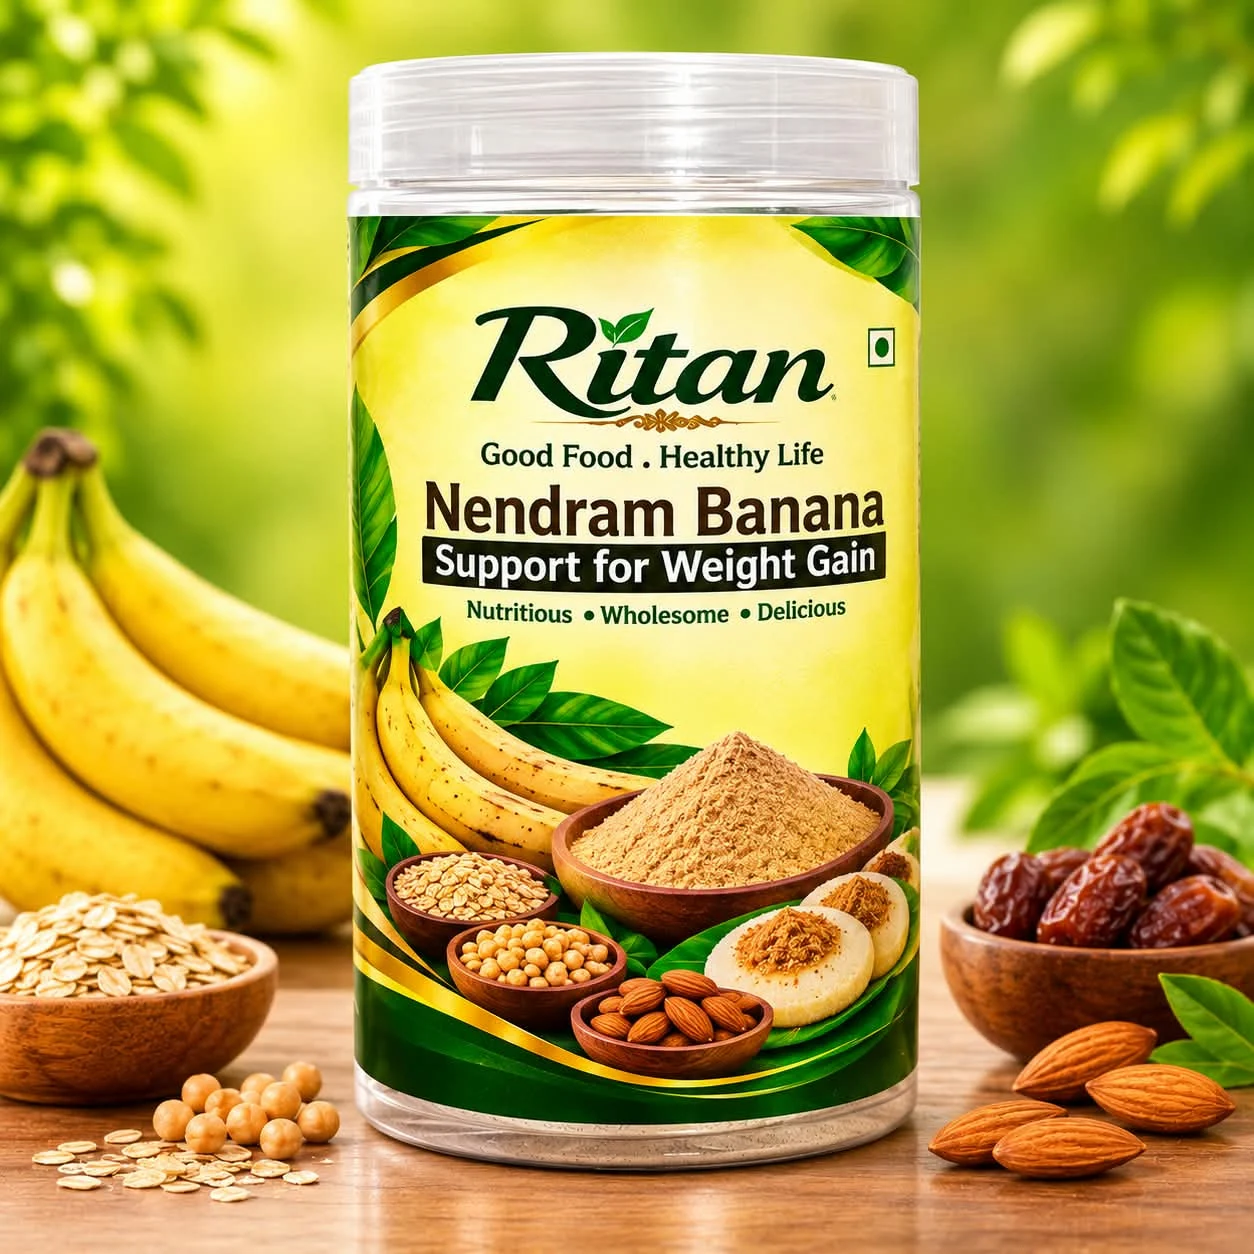 Ritan
Good Food . Healthy Life
Nendram Banana
Support for Weight Gain
Nutritious • Wholesome • Delicious